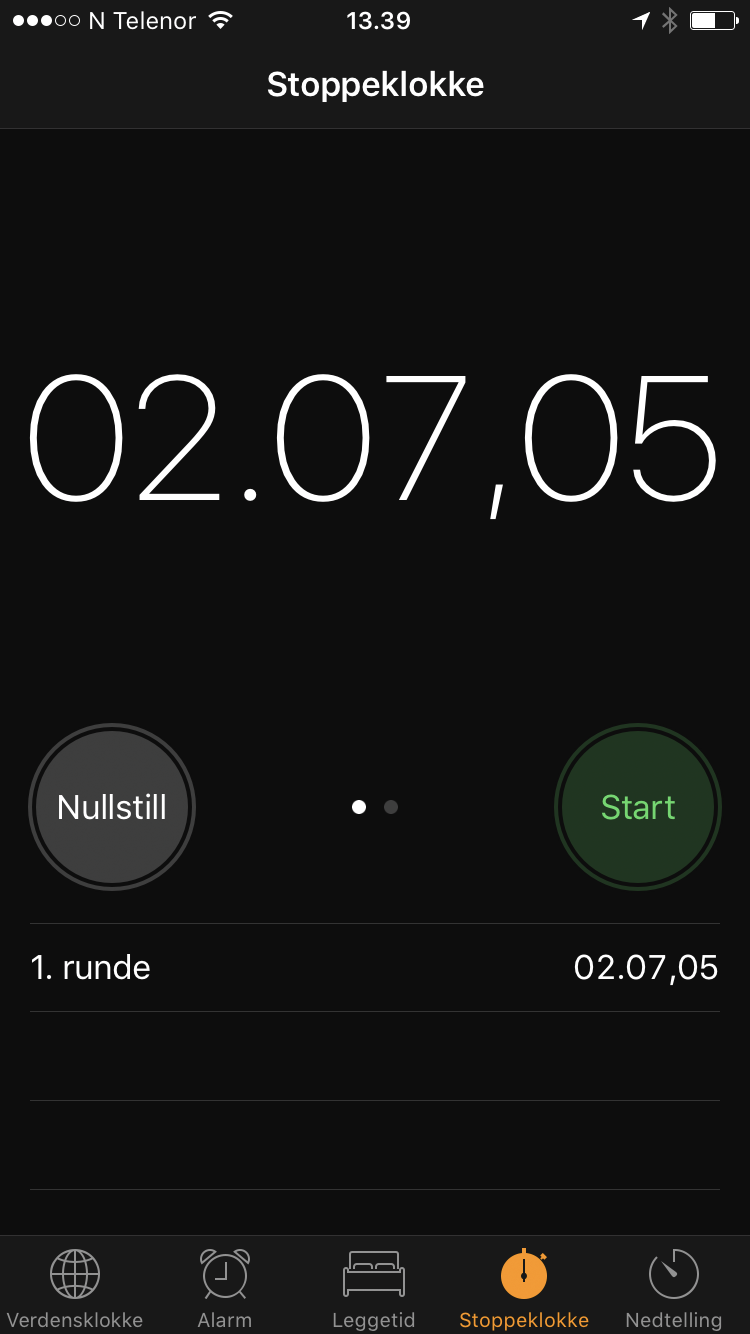 N Telenor 13.39
Stoppeklokke
02.07,05
Nullstill Start
1. runde 02.07,05
Verdensklokke Alarm Leggetid Stoppeklokke Nedtelling